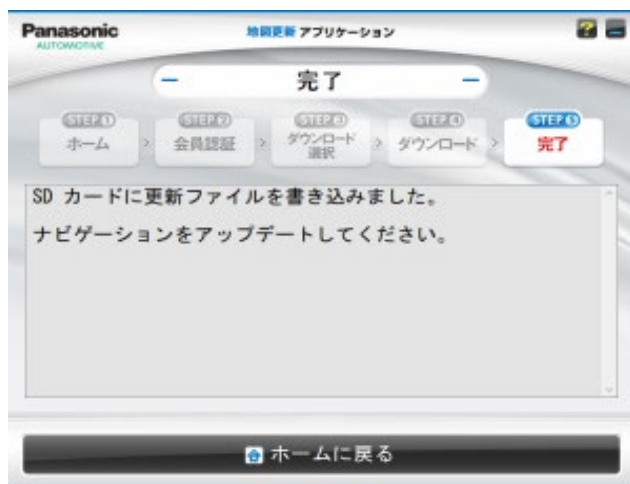 Panasonic
AUTOMOTIVE
地図更新 アプリケーション
?
完了
STEP①
ホーム
STEP②
会員認証
STEP③
ダウンロード
選択
STEP④
ダウンロード
STEP⑤
完了
SD カードに更新ファイルを書き込みました。
ナビゲーションをアップデートしてください。
ホームに戻る